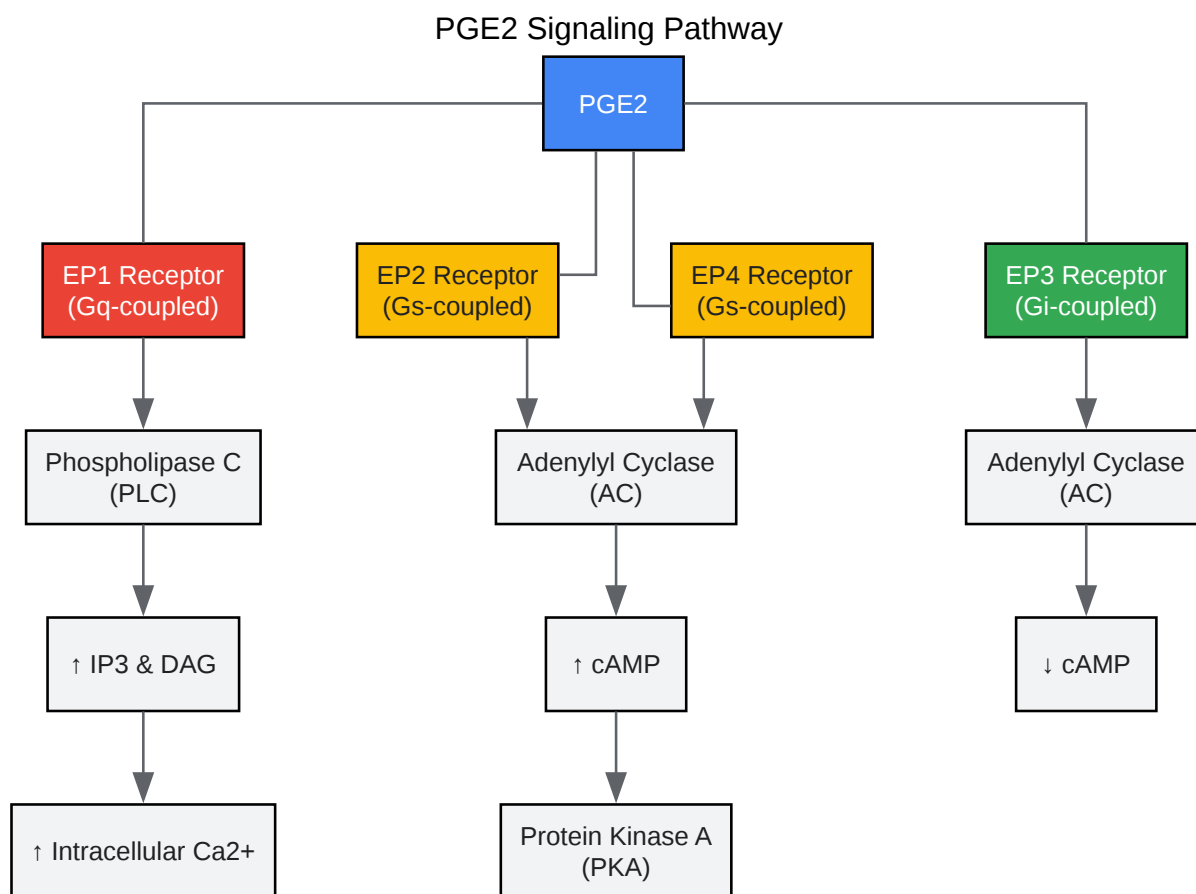 PGE2 Signaling Pathway
PGE2
EP1 Receptor
(Gq-coupled)
EP2 Receptor
(Gs-coupled)
EP4 Receptor
(Gs-coupled)
EP3 Receptor
(Gi-coupled)
Phospholipase C
(PLC)
Adenylyl Cyclase
(AC)
Adenylyl Cyclase
(AC)
↑ IP3 & DAG
↑ cAMP
↓ cAMP
↑ Intracellular Ca2+
Protein Kinase A
(PKA)